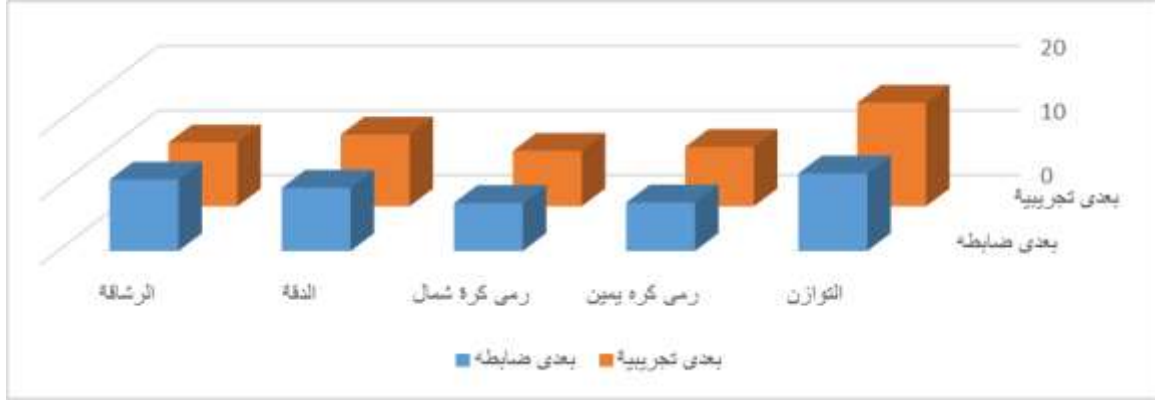 20
10
0
بعدى تجريبية
بعدى ضابطه
التوازن
رمى كره يمين
رمى كرة شمال
الدقة
الرشاقة
بعدى تجريبية
بعدى ضابطه